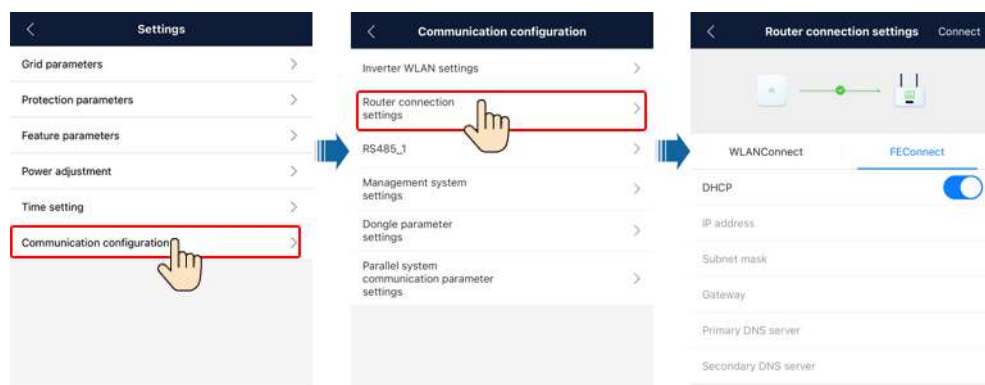 Settings
Grid parameters
Protection parameters
Feature parameters
Power adjustment
Time setting
Communication configuration
Communication configuration
Inverter WLAN settings
Router connection
settings
RS485_1
Management system
settings
Dongle parameter
settings
Parallel system
communication parameter
settings
Router connection settings Connect
WLANConnect FEConnect
DHCP
IP address
Subnet mask
Gateway
Primary DNS server
Secondary DNS server